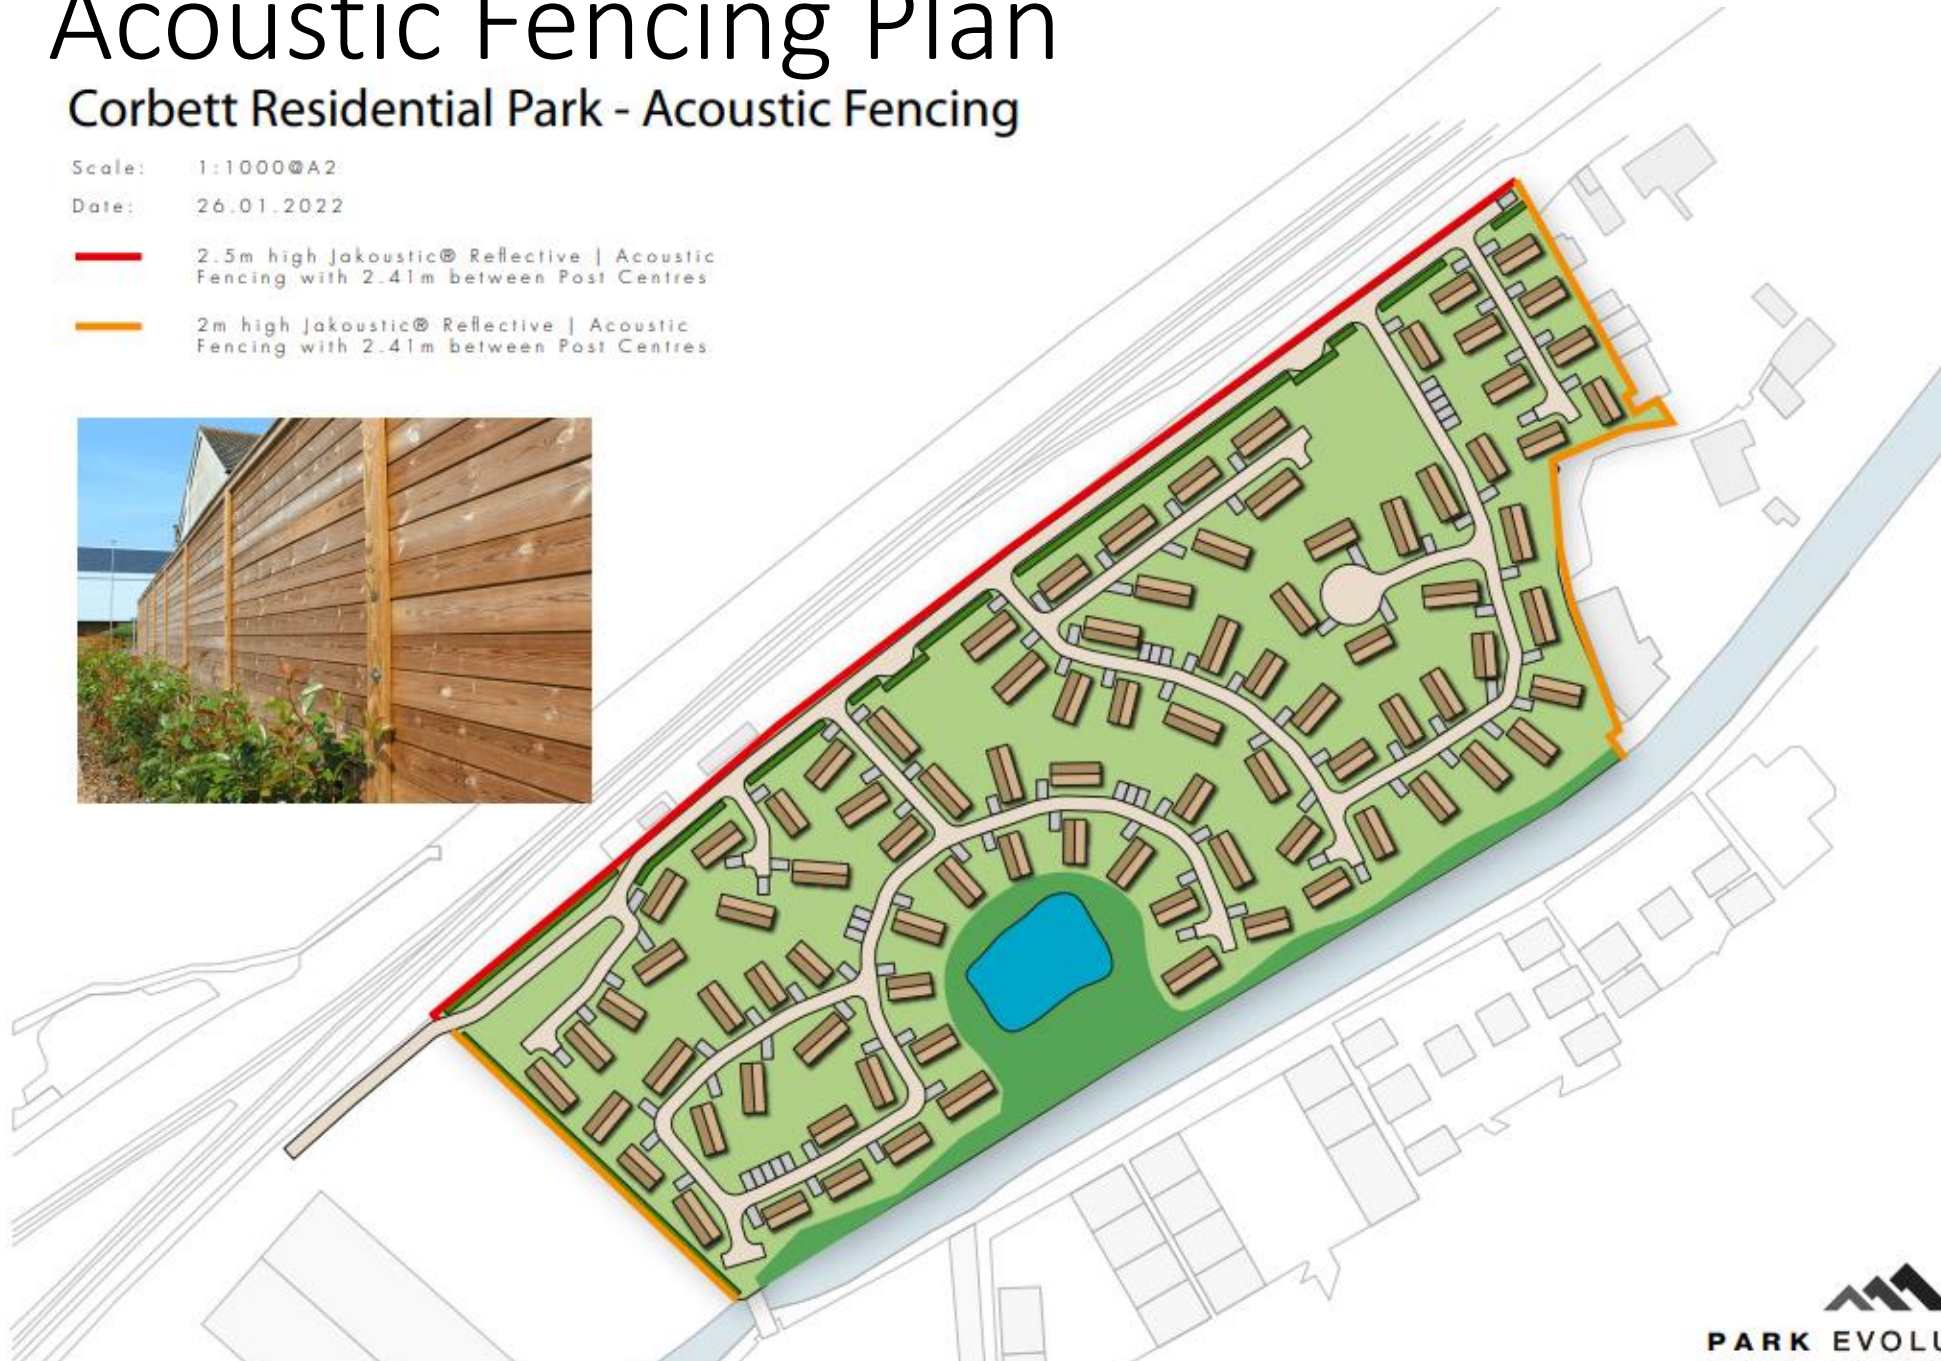 Acoustic Fencing Plan
Corbett Residential Park - Acoustic Fencing
Scale: 1:1000@A2
Date: 26.01.2022
2.5m high Jakoustic® Reflective | Acoustic
Fencing with 2.41m between Post Centres
2m high Jakoustic® Reflective | Acoustic
Fencing with 2.41m between Post Centres
PARK EVOLU